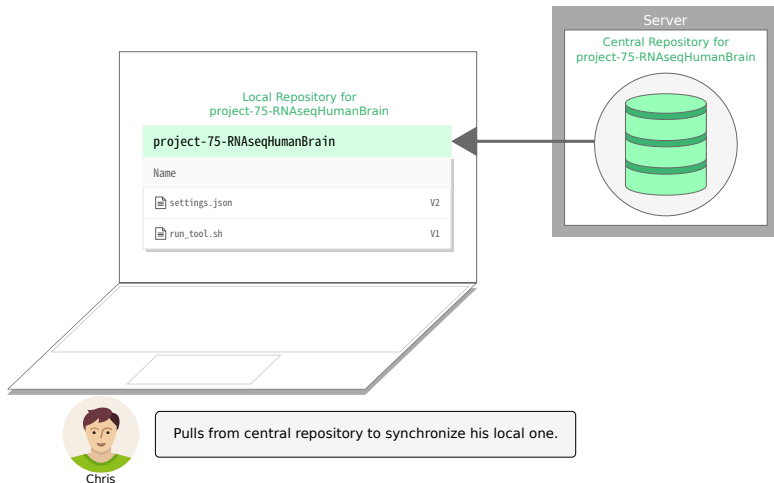 Server
Central Repository for
project-75-RNAseqHumanBrain
Local Repository for
project-75-RNAseqHumanBrain
project-75-RNAseqHumanBrain
Name
settings.json V2
run_tool.sh V1
Pulls from central repository to synchronize his local one.
Chris